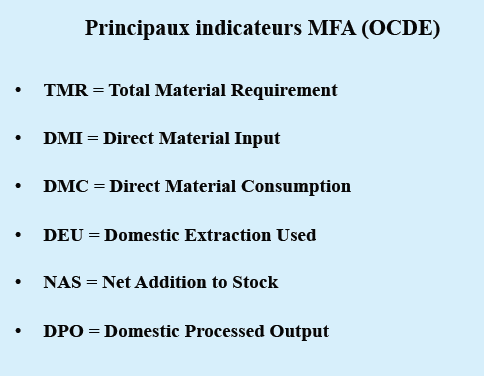 Principaux indicateurs MFA (OCDE)
• TMR = Total Material Requirement
• DMI = Direct Material Input
• DMC = Direct Material Consumption
• DEU = Domestic Extraction Used
• NAS = Net Addition to Stock
• DPO = Domestic Processed Output